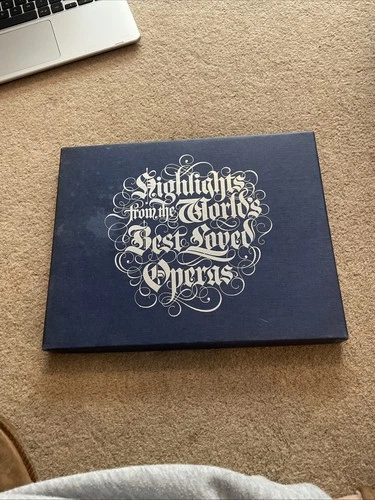 Highlights
from the World's
Best Loved
Operas